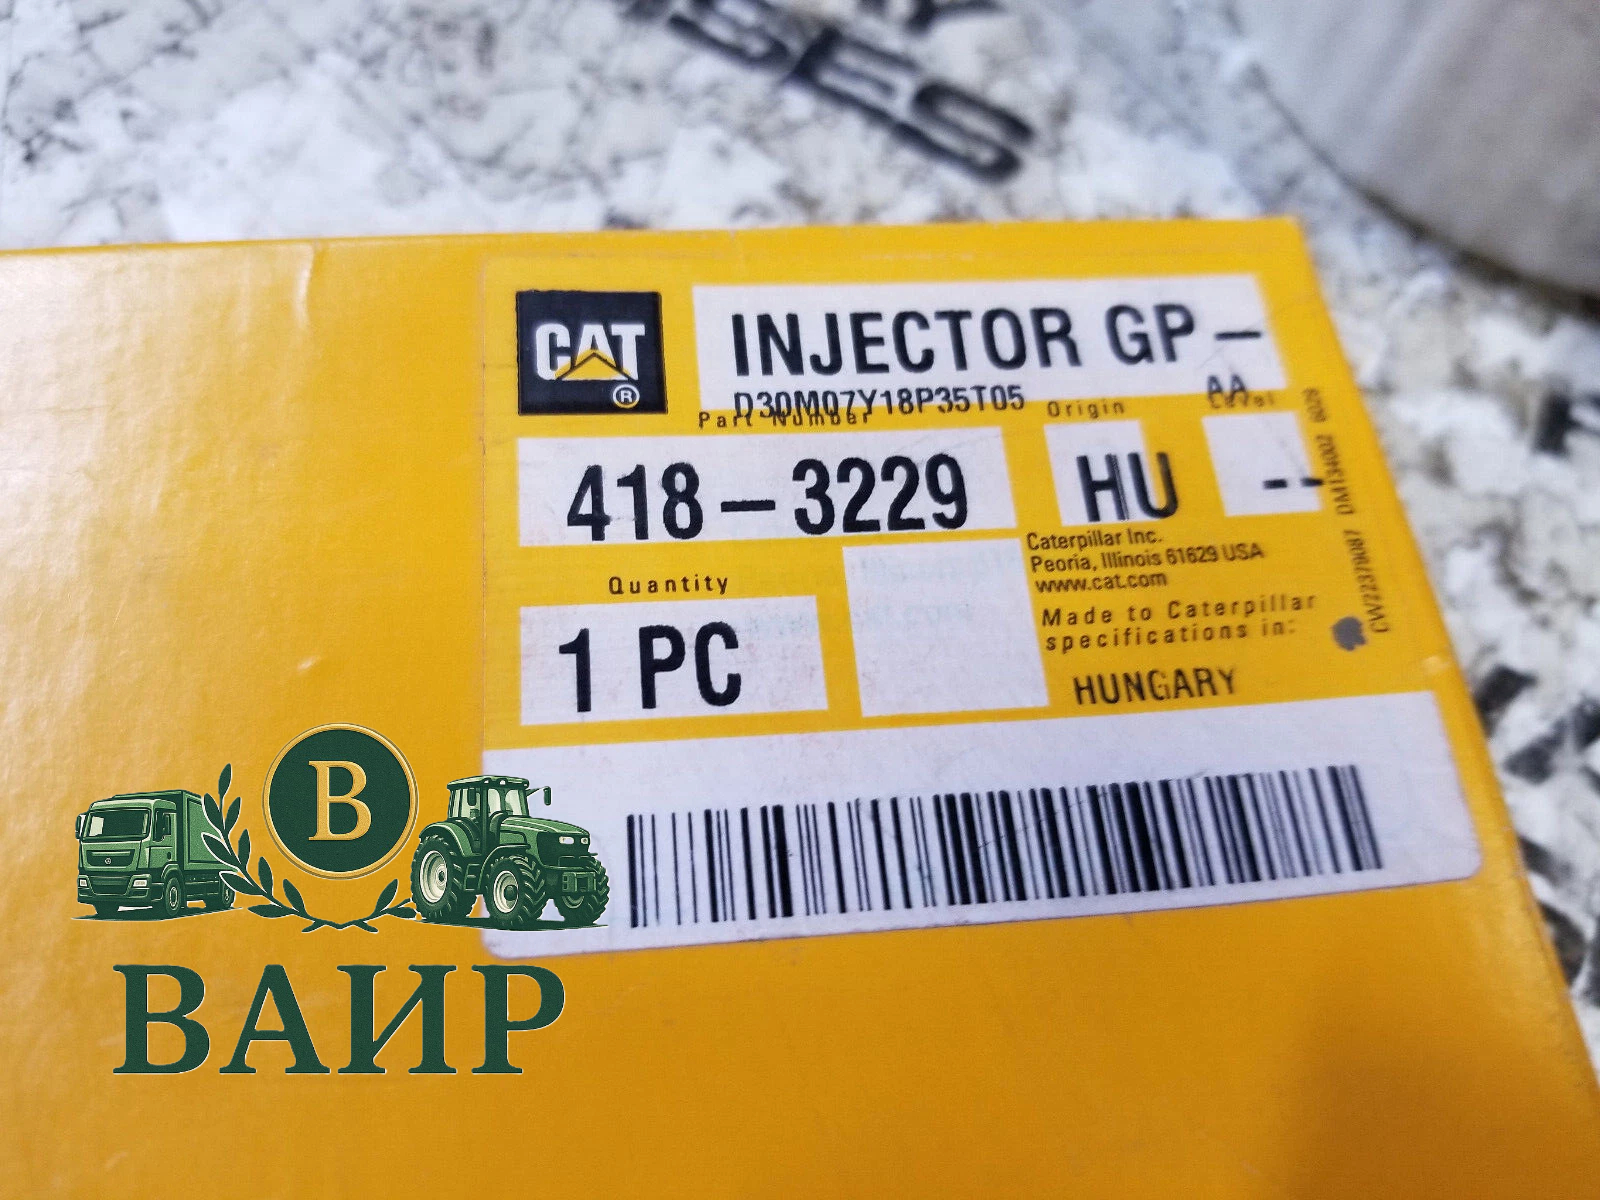 CAT
®
INJECTOR GP-
D30M07Y18P35T05
AA
Part Number
Origin
Level
418-3229
HU
--
Quantity
1 PC
Caterpillar Inc.
Peoria, Illinois 61629 USA
www.cat.com
Made to Caterpillar
specifications in:
HUNGARY
В
ВАИР